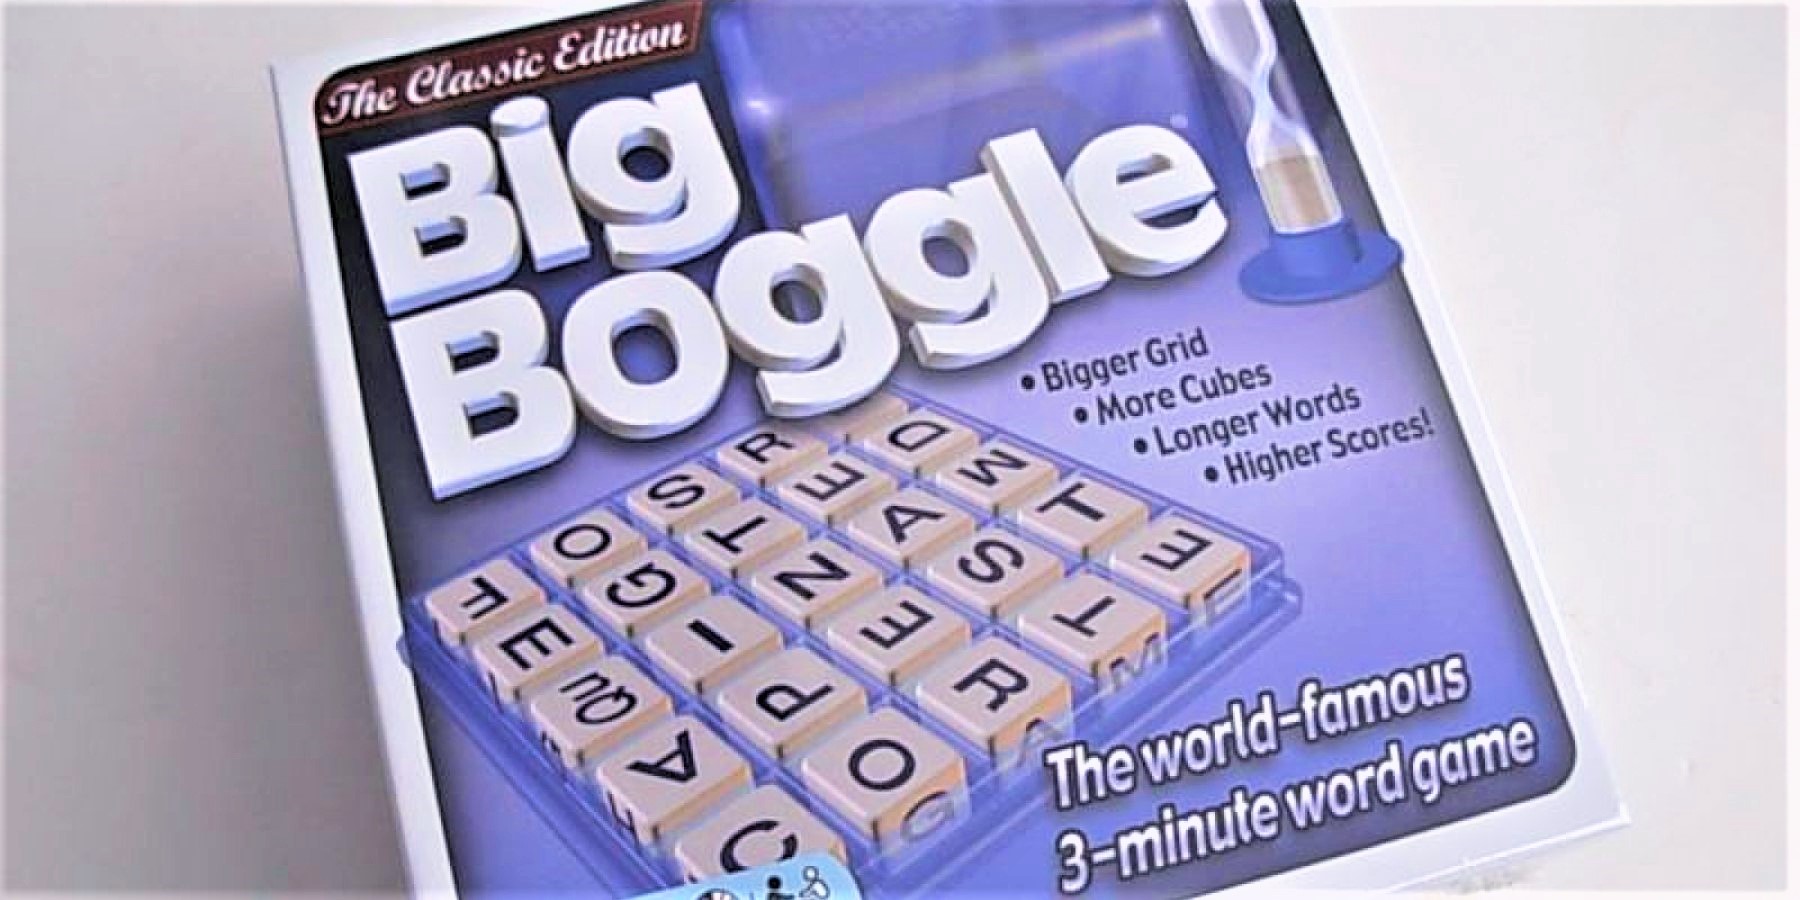 The Classic Edition
Big
Boggle
• Bigger Grid
• More Cubes
• Longer Words
• Higher Scores!
F O S R
E G T E D
Qu I N A W
A P E S T
C O R T E
The world-famous
3-minute word game